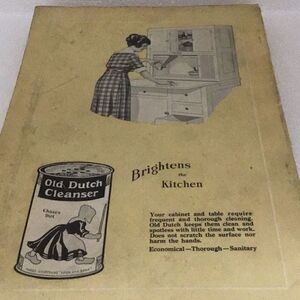 Brightens
the
Kitchen
Old Dutch
Cleanser
Chases
Dirt
Your cabinet and table require
frequent and thorough cleaning.
Old Dutch keeps them clean and
spotless with little time and work.
Does not scratch the surface nor
harm the hands.
Economical—Thorough—Sanitary